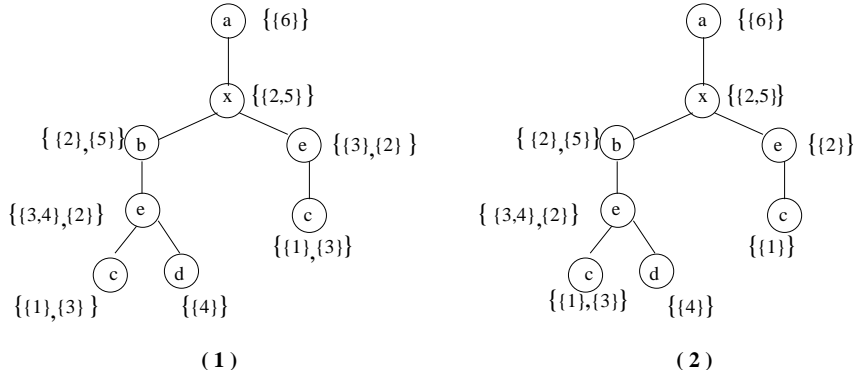 a {{6}} a {{6}}
x {{2,5}} x {{2,5}}
{{2},{5}} b e {{3},{2}} {{2},{5}} b e {{2}}
{{3,4},{2}} e c {{3,4},{2}} e c
{{1},{3}} {{1}}
c d c d
{{1},{3}} {{4}} {{1},{3}} {{4}}
(1) (2)